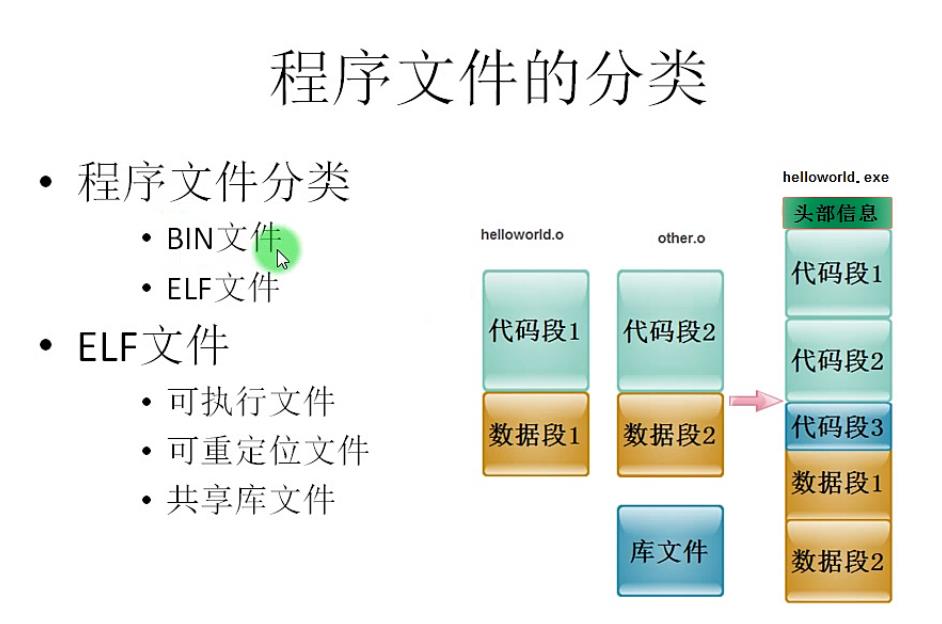 程序文件的分类
程序文件分类
BIN文件
ELF文件
ELF文件
可执行文件
可重定位文件
共享库文件
helloworld.o
代码段1
数据段1
other.o
代码段2
数据段2
库文件
helloworld. exe
头部信息
代码段1
代码段2
代码段3
数据段1
数据段2